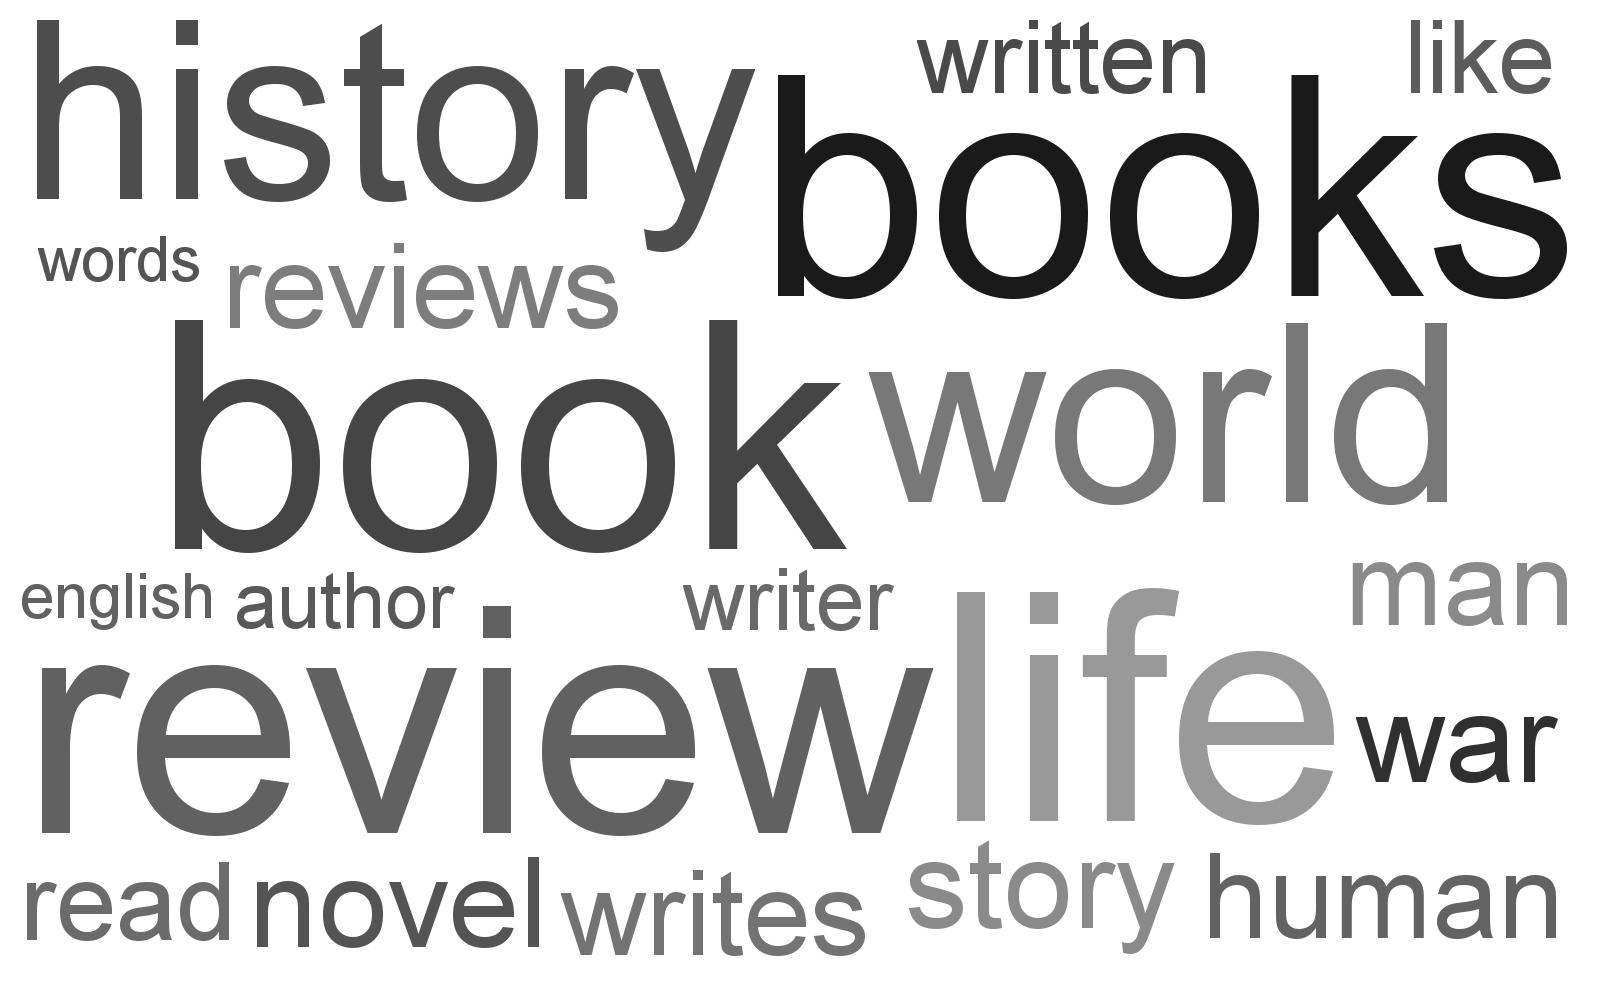 history
written
like
books
words
reviews
book
world
english
author
writer
life
man
review
war
read
novel
writes
story
human